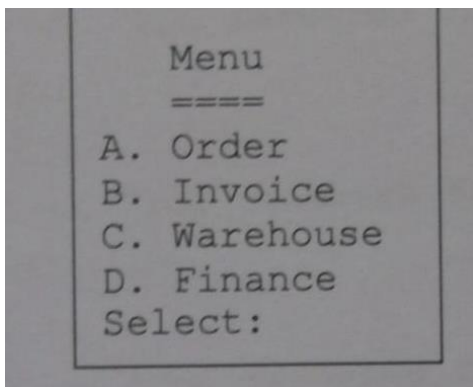 Menu
====
A. Order
B. Invoice
C. Warehouse
D. Finance
Select: